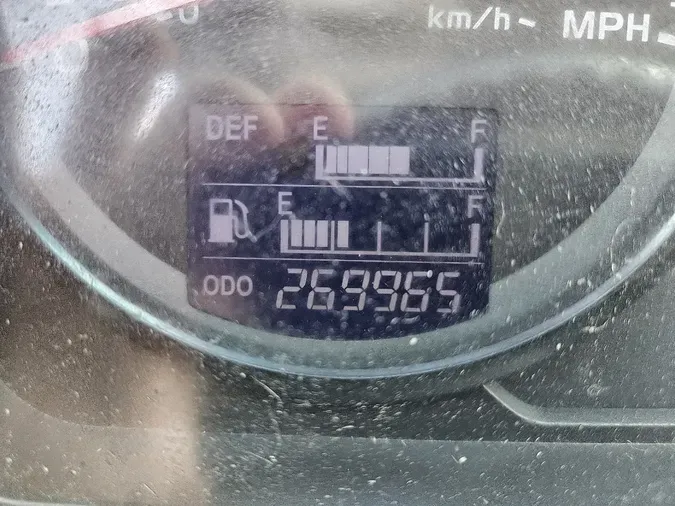 km/h MPH
DEF E F
E F
ODO 269965